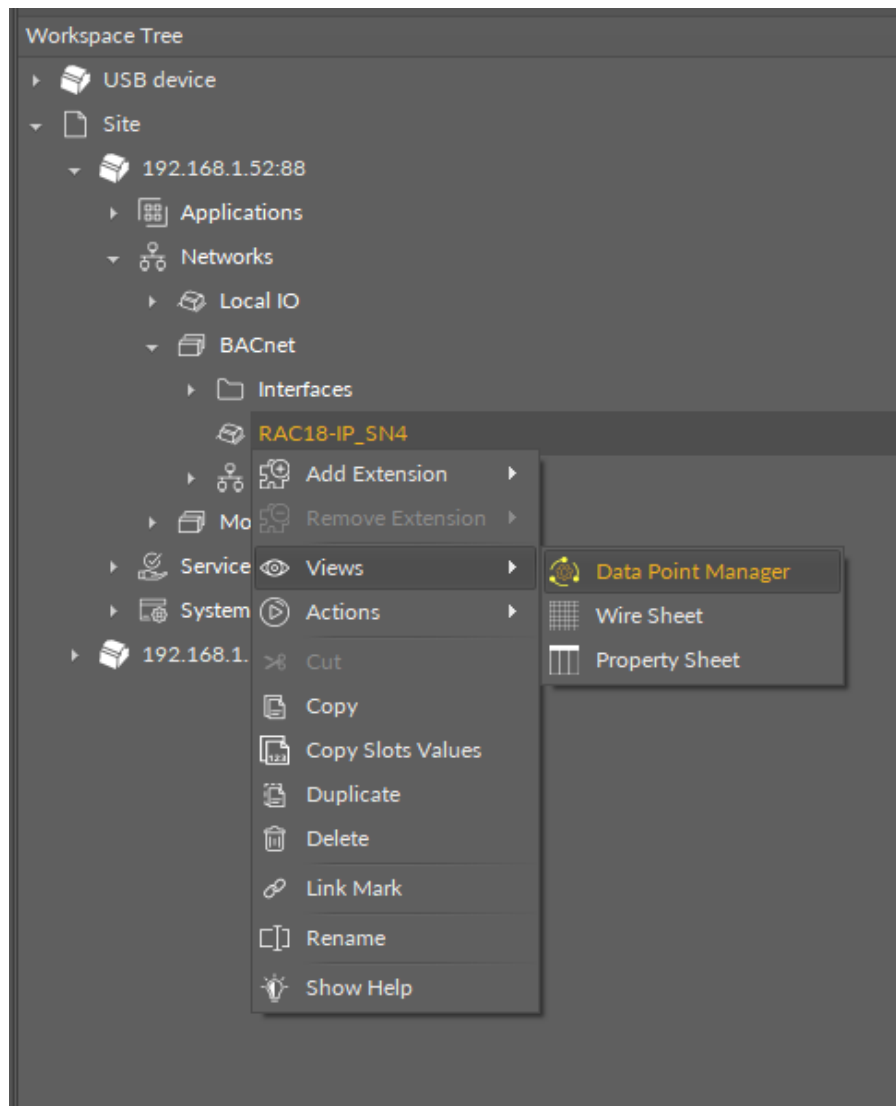 Workspace Tree
USB device
Site
192.168.1.52:88
Applications
Networks
Local IO
BACnet
Interfaces
RAC18-IP_SN4
Add Extension
Mo
Remove Extension
Service
Views
Data Point Manager
System
Actions
Wire Sheet
192.168.1.
Cut
Property Sheet
Copy
123
Copy Slots Values
Duplicate
Delete
Link Mark
Rename
Show Help